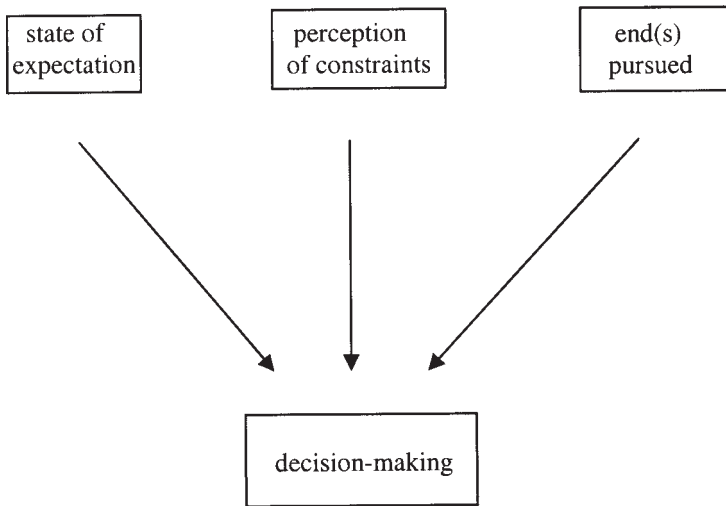 state of
expectation
perception
of constraints
end(s)
pursued
decision-making